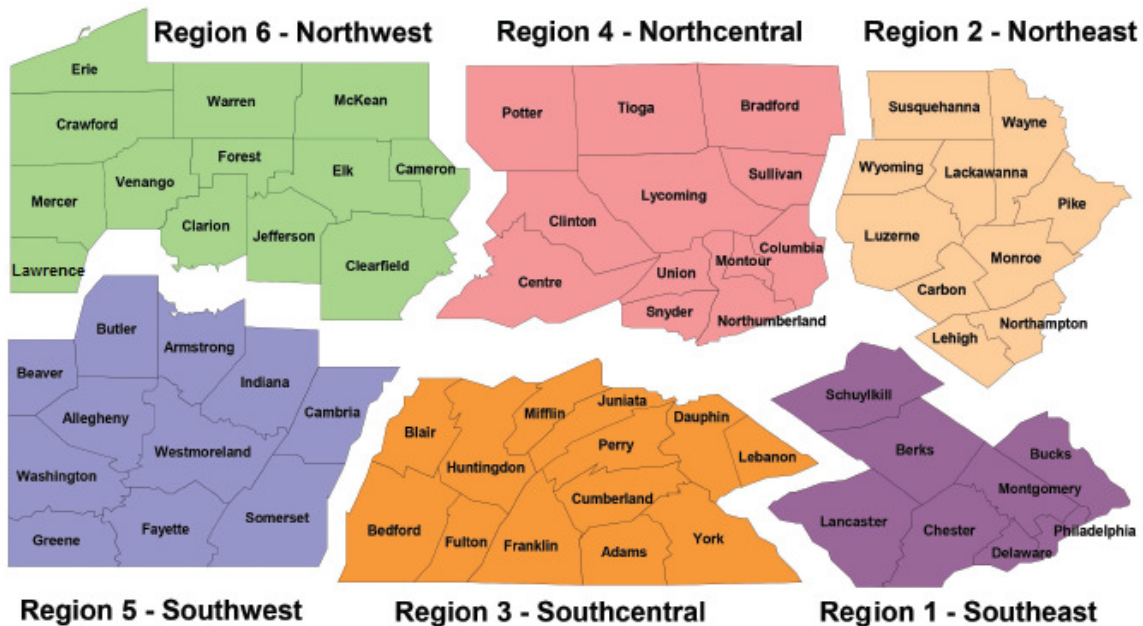 Region 6 - Northwest
Erie
Warren
McKean
Crawford
Forest
Elk
Cameron
Venango
Mercer
Clarion
Jefferson
Clearfield
Lawrence
Region 4 - Northcentral
Potter
Tioga
Bradford
Sullivan
Lycoming
Clinton
Columbia
Montour
Union
Centre
Snyder
Northumberland
Region 2 - Northeast
Susquehanna
Wayne
Wyoming
Lackawanna
Pike
Luzerne
Monroe
Carbon
Northampton
Lehigh
Butler
Armstrong
Beaver
Indiana
Allegheny
Cambria
Westmoreland
Washington
Somerset
Fayette
Greene
Region 5 - Southwest
Juniata
Mifflin
Dauphin
Blair
Perry
Lebanon
Huntingdon
Cumberland
Bedford
Fulton
Franklin
Adams
York
Region 3 - Southcentral
Schuylkill
Berks
Bucks
Montgomery
Lancaster
Chester
Philadelphia
Delaware
Region 1 - Southeast